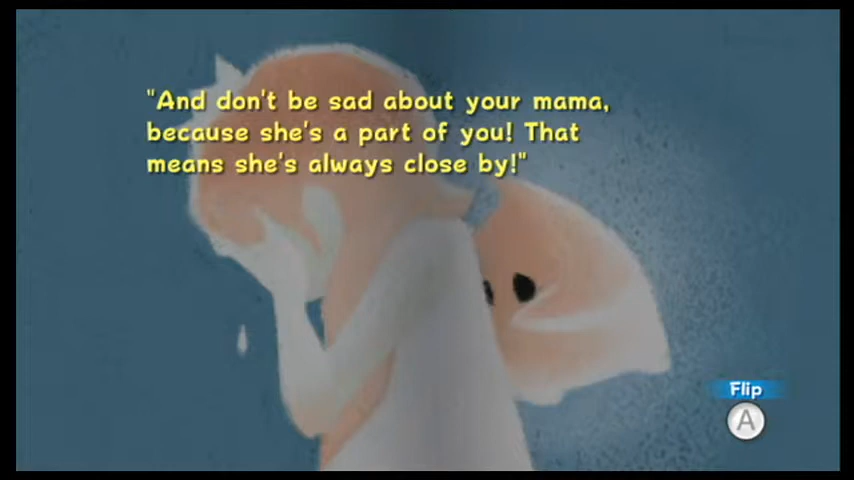 "And don't be sad about your mama,
because she's a part of you! That
means she's always close by!"
Flip
A